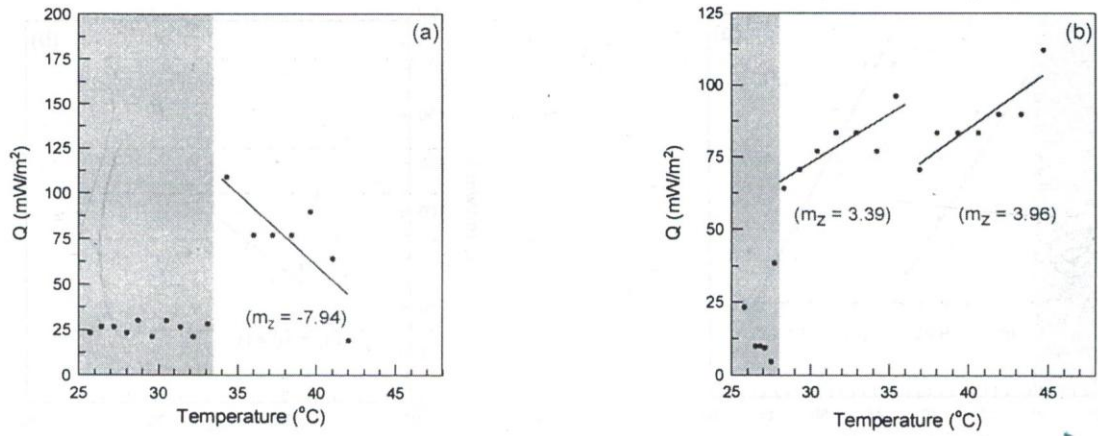 (a)
Q (mW/m²)
200
175
150
125
100
75
50
25
0
(m_Z = -7.94)
25 30 35 40 45
Temperature (°C)
(b)
Q (mW/m²)
125
100
75
50
25
0
(m_Z = 3.39)
(m_Z = 3.96)
25 30 35 40 45
Temperature (°C)